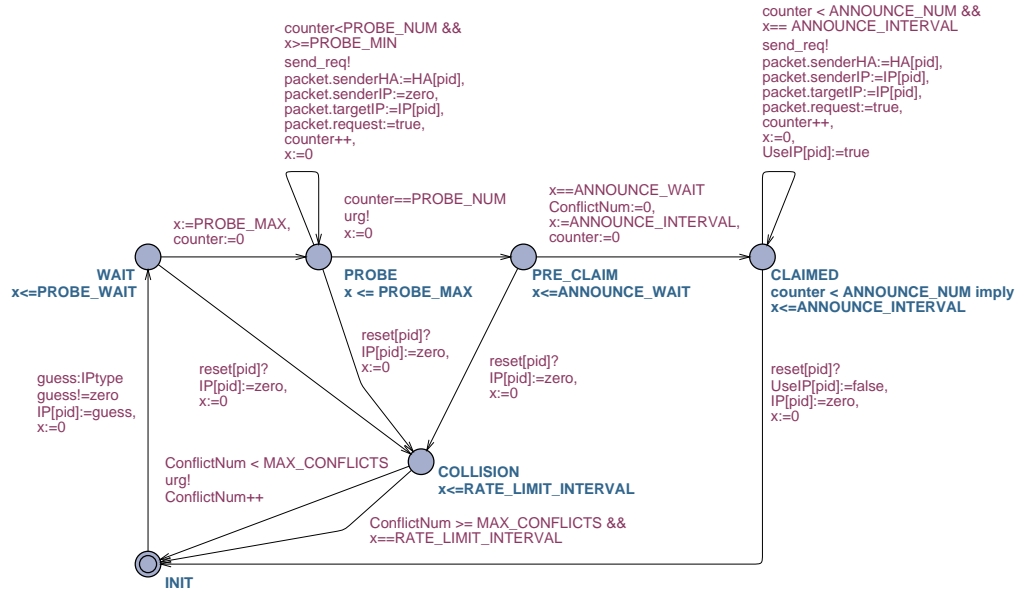 counter<PROBE_NUM &&
x>=PROBE_MIN
send_req!
packet.senderHA:=HA[pid],
packet.senderIP:=zero,
packet.targetIP:=IP[pid],
packet.request:=true,
counter++,
x:=0
counter < ANNOUNCE_NUM &&
x== ANNOUNCE_INTERVAL
send_req!
packet.senderHA:=HA[pid],
packet.senderIP:=IP[pid],
packet.targetIP:=IP[pid],
packet.request:=true,
counter++,
x:=0,
UseIP[pid]:=true
x:=PROBE_MAX,
counter:=0
counter==PROBE_NUM
urg!
x:=0
x==ANNOUNCE_WAIT
ConflictNum:=0,
x:=ANNOUNCE_INTERVAL,
counter:=0
WAIT
x<=PROBE_WAIT
PROBE
x <= PROBE_MAX
PRE_CLAIM
x<=ANNOUNCE_WAIT
CLAIMED
counter < ANNOUNCE_NUM imply
x<=ANNOUNCE_INTERVAL
guess:IPtype
guess!=zero
IP[pid]:=guess,
x:=0
reset[pid]?
IP[pid]:=zero,
x:=0
reset[pid]?
IP[pid]:=zero,
x:=0
reset[pid]?
IP[pid]:=zero,
x:=0
reset[pid]?
UseIP[pid]:=false,
IP[pid]:=zero,
x:=0
ConflictNum < MAX_CONFLICTS
urg!
ConflictNum++
COLLISION
x<=RATE_LIMIT_INTERVAL
ConflictNum >= MAX_CONFLICTS &&
x==RATE_LIMIT_INTERVAL
INIT